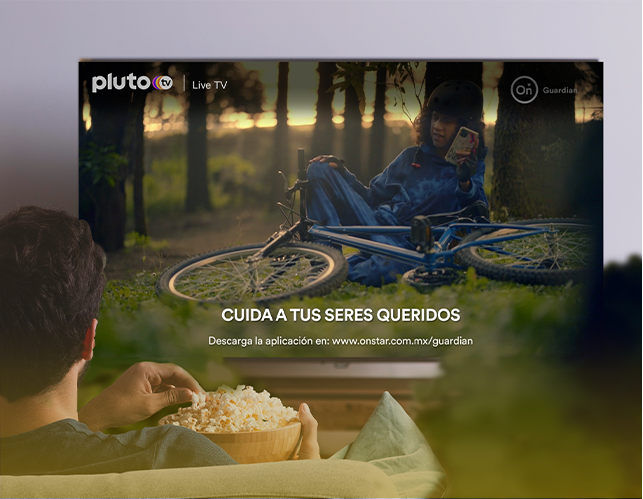 pluto tv | Live TV
On Guardian
CUIDA A TUS SERES QUERIDOS
Descarga la aplicación en: www.onstar.com.mx/guardian